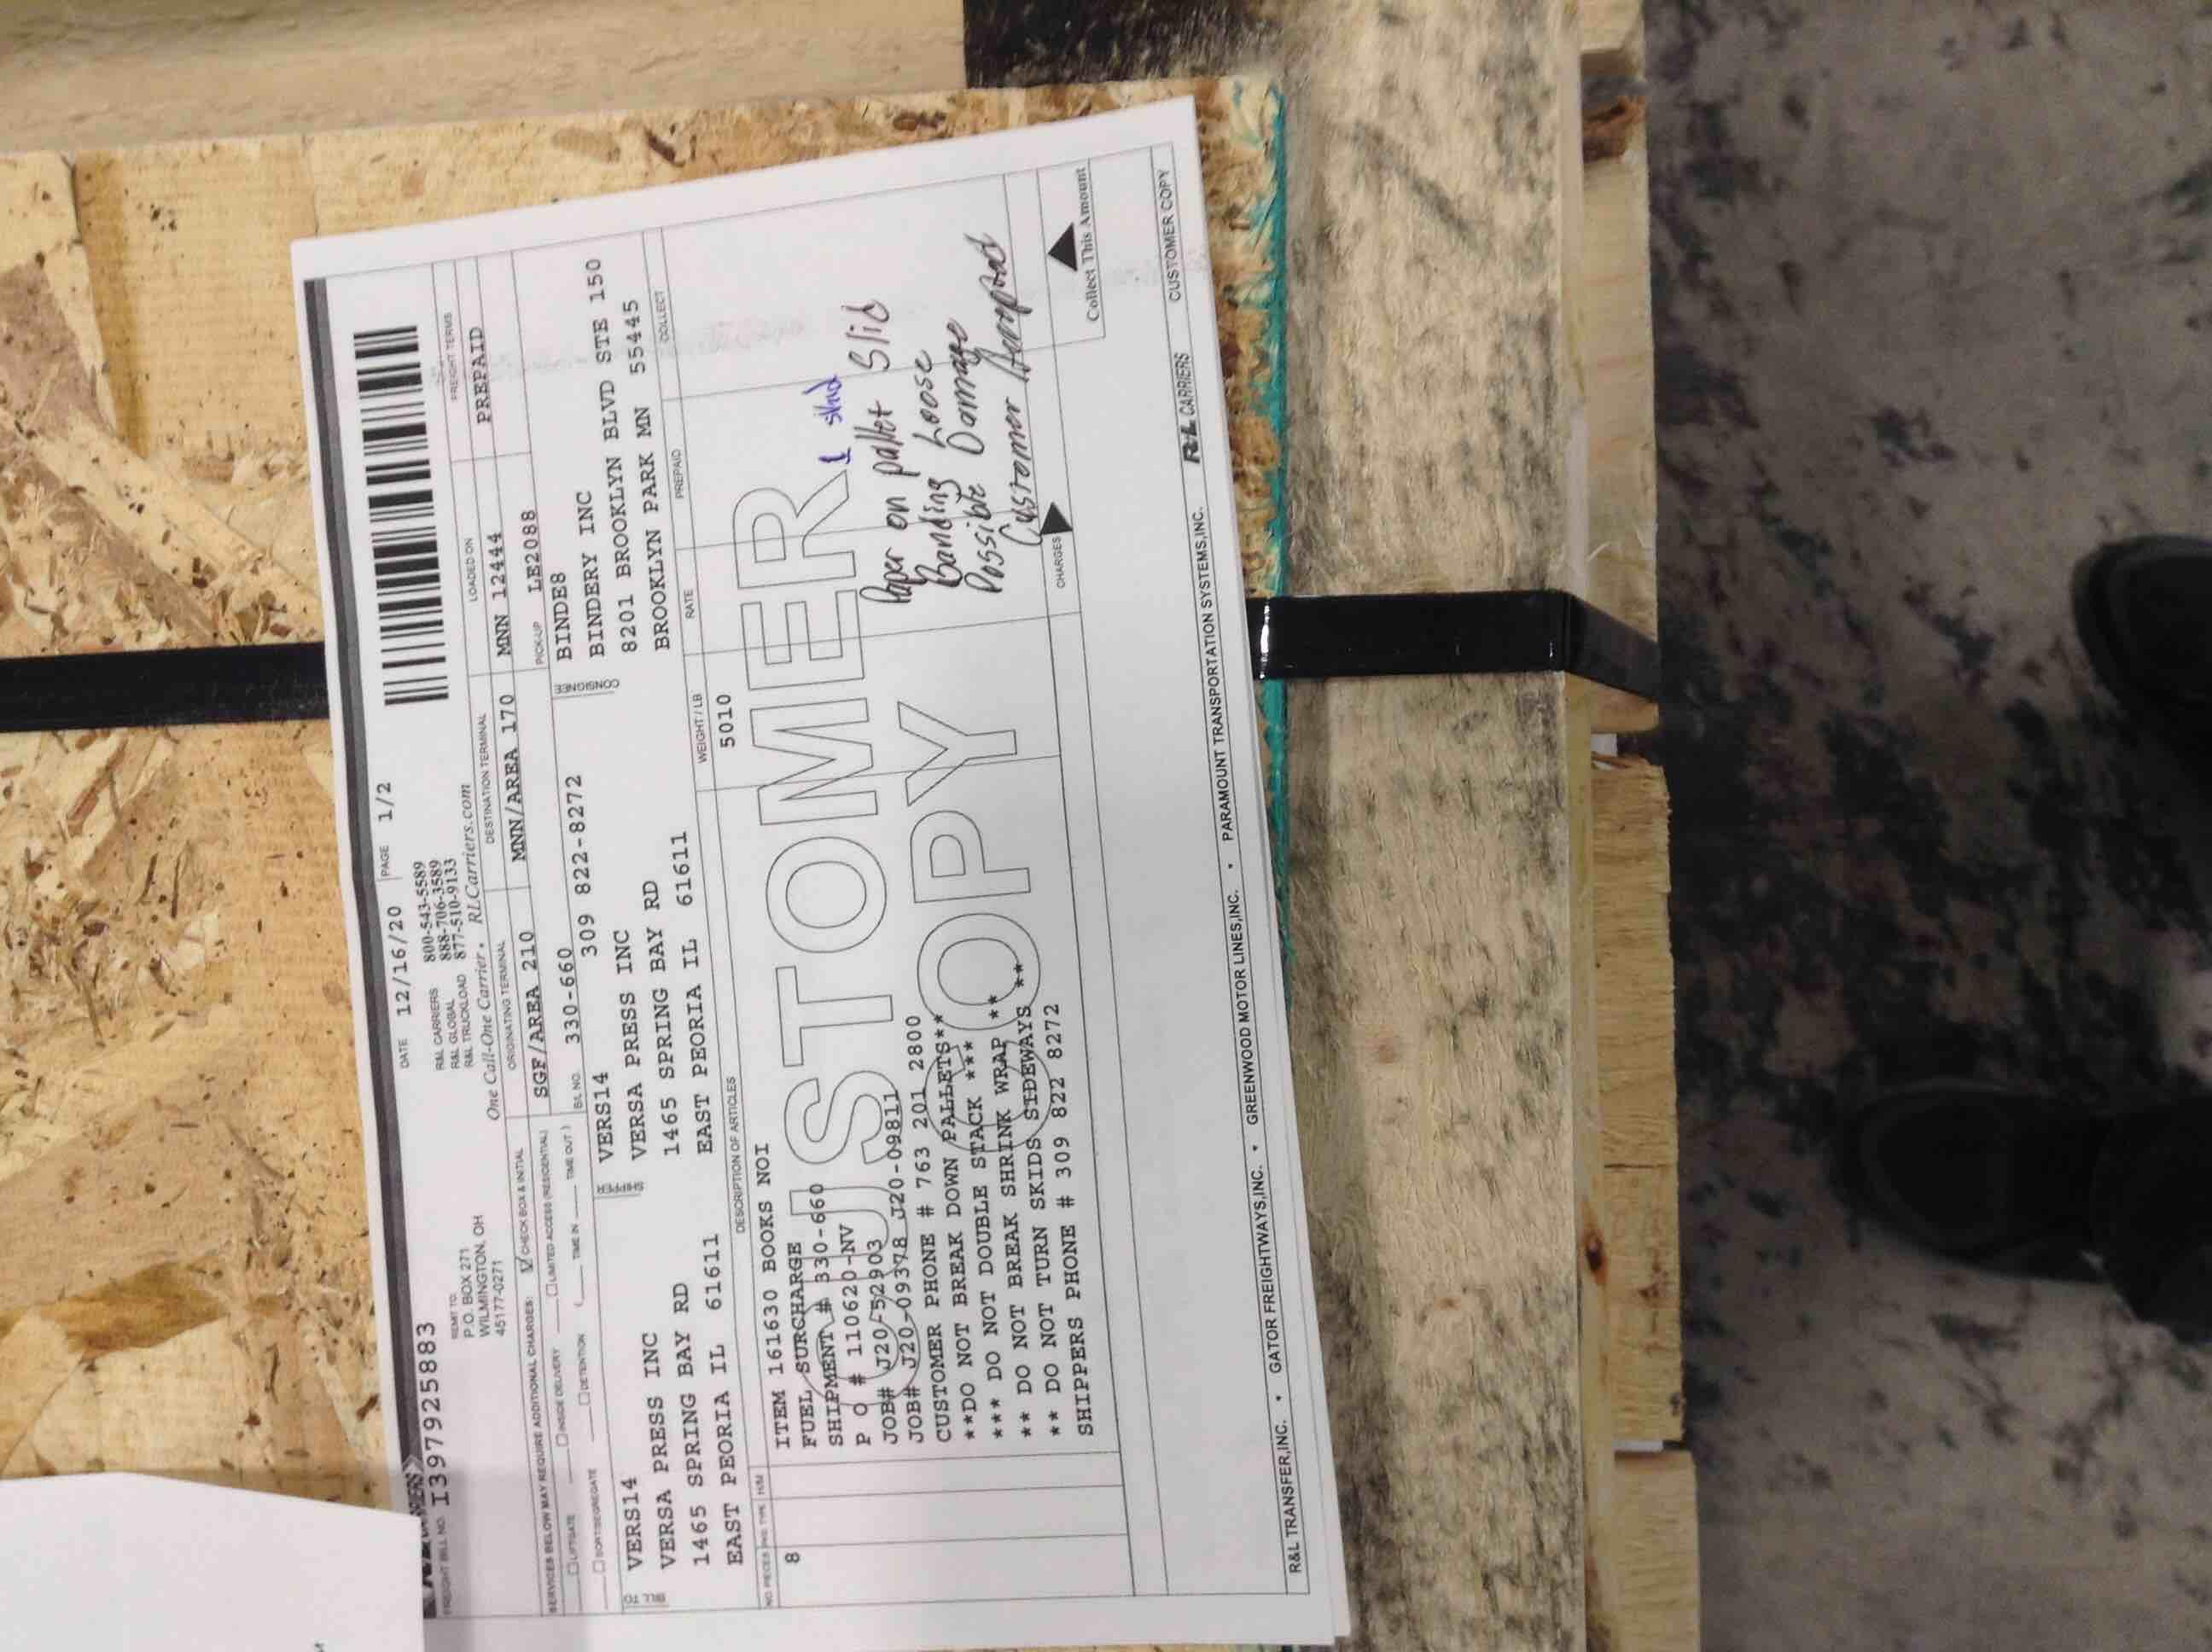 FREIGHT BILL NO. I397925883
DATE 12/16/20 PAGE 1/2
REMIT TO:
P.O. BOX 271
WILMINGTON, OH
45177-0271
R&L CARRIERS 800-543-5589
R&L GLOBAL 888-706-3589
R&L TRUCKLOAD 877-510-9133
One Call-One Carrier • RLCarriers.com
SERVICES BELOW MAY REQUIRE ADDITIONAL CHARGES: CHECK BOX & INITIAL
LIFTGATE INSIDE DELIVERY LIMITED ACCESS (RESIDENTIAL)
SORT/SEGREGATE DETENTION ( TIME IN TIME OUT )
ORIGINATING TERMINAL
SGF/AREA 210
DESTINATION TERMINAL
MNN/AREA 170
LOADED ON
MNN 12444
FREIGHT TERMS
PREPAID
B/L NO. 330-660
PICK-UP LE2088
309 822-8272
BILL TO
VERS14
VERSA PRESS INC
1465 SPRING BAY RD
EAST PEORIA IL 61611
SHIPPER
VERS14
VERSA PRESS INC
1465 SPRING BAY RD
EAST PEORIA IL 61611
CONSIGNEE
BINDE8
BINDERY INC
8201 BROOKLYN BLVD STE 150
BROOKLYN PARK MN 55445
NO. PIECES PKG TYPE H/M DESCRIPTION OF ARTICLES WEIGHT/LB RATE PREPAID COLLECT
8 ITEM 161630 BOOKS NOI 5010
FUEL SURCHARGE
SHIPMENT # 330-660
P O # 110620-NV
JOB# J20-52903
JOB# J20-09378 J20-09811
CUSTOMER PHONE # 763 201 2800
**DO NOT BREAK DOWN PALLETS**
*** DO NOT DOUBLE STACK ***
** DO NOT BREAK SHRINK WRAP **
** DO NOT TURN SKIDS SIDEWAYS **
SHIPPERS PHONE # 309 822 8272
CUSTOMER
COPY
1 skid
Paper on pallet Slid
Banding Loose
Possible Damage
Customer Accepted
CHARGES
Collect This Amount
R&L TRANSFER,INC. • GATOR FREIGHTWAYS,INC. • GREENWOOD MOTOR LINES,INC. • PARAMOUNT TRANSPORTATION SYSTEMS,INC. R&L CARRIERS CUSTOMER COPY